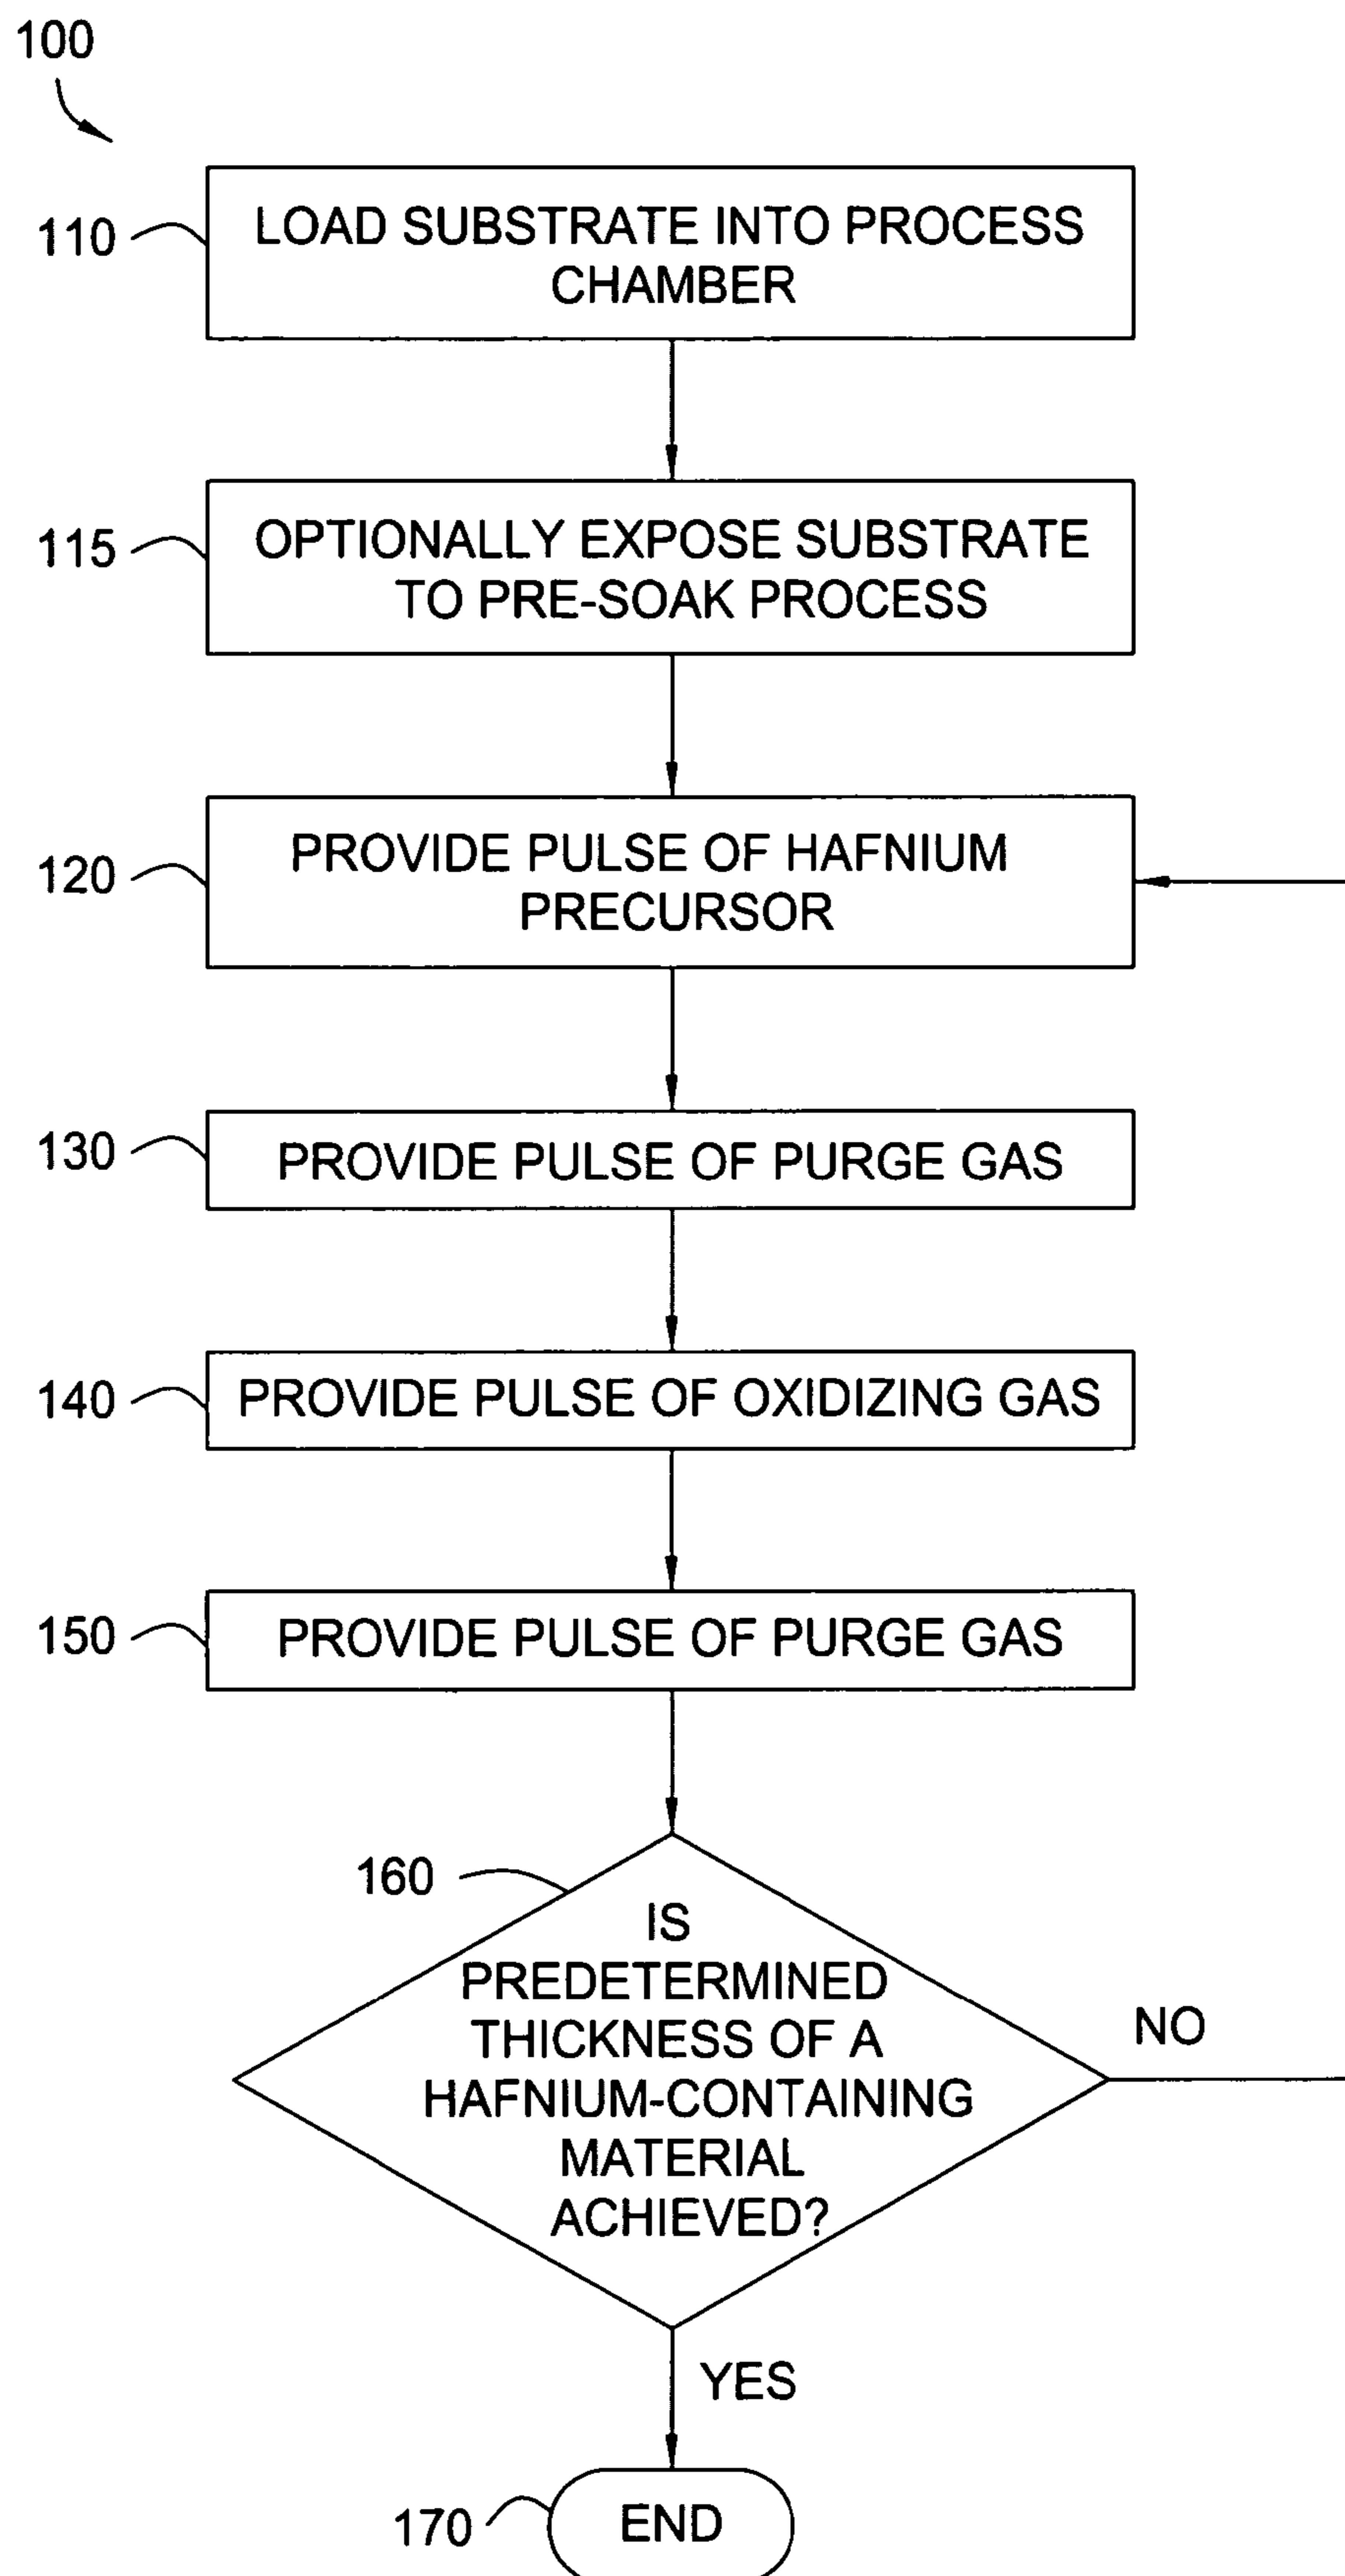 100
110
LOAD SUBSTRATE INTO PROCESS
CHAMBER
115
OPTIONALLY EXPOSE SUBSTRATE
TO PRE-SOAK PROCESS
120
PROVIDE PULSE OF HAFNIUM
PRECURSOR
130
PROVIDE PULSE OF PURGE GAS
140
PROVIDE PULSE OF OXIDIZING GAS
150
PROVIDE PULSE OF PURGE GAS
160
IS
PREDETERMINED
THICKNESS OF A
HAFNIUM-CONTAINING
MATERIAL
ACHIEVED?
NO
YES
170
END